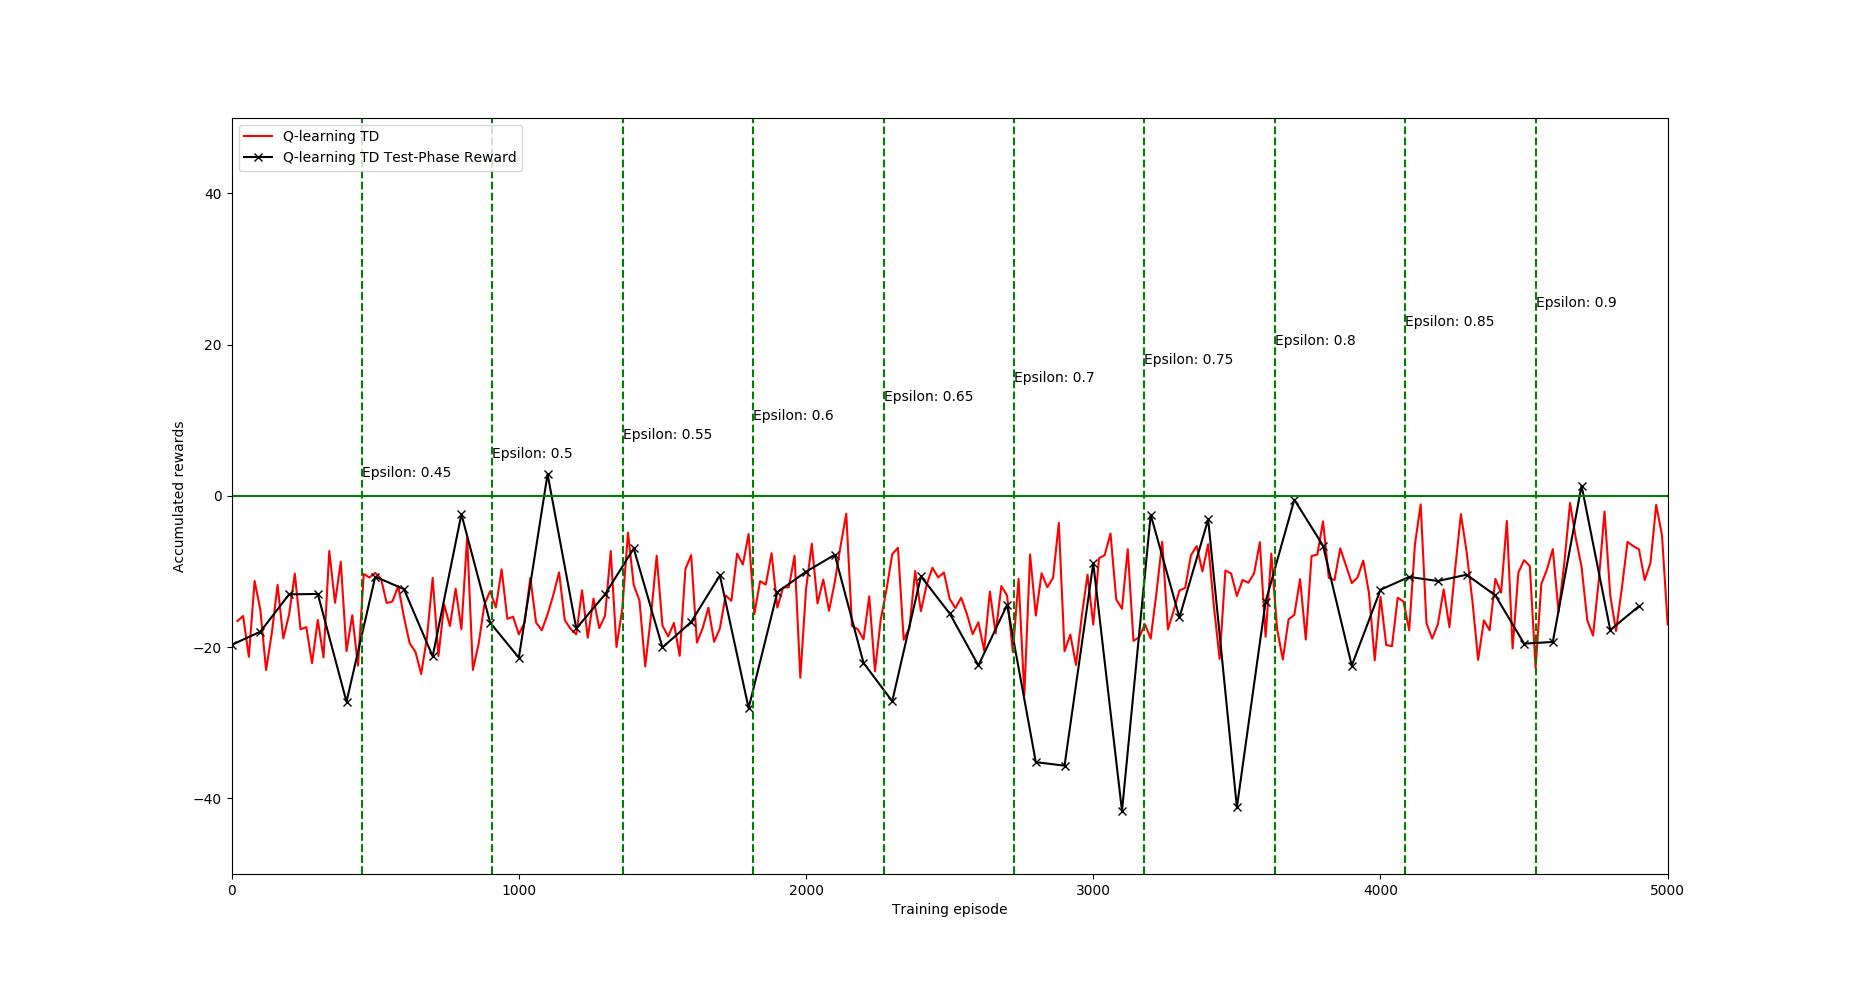 Q-learning TD
Q-learning TD Test-Phase Reward
40
20
0
−20
−40
Accumulated rewards
Epsilon: 0.45
Epsilon: 0.5
Epsilon: 0.55
Epsilon: 0.6
Epsilon: 0.65
Epsilon: 0.7
Epsilon: 0.75
Epsilon: 0.8
Epsilon: 0.85
Epsilon: 0.9
0
1000
2000
3000
4000
5000
Training episode